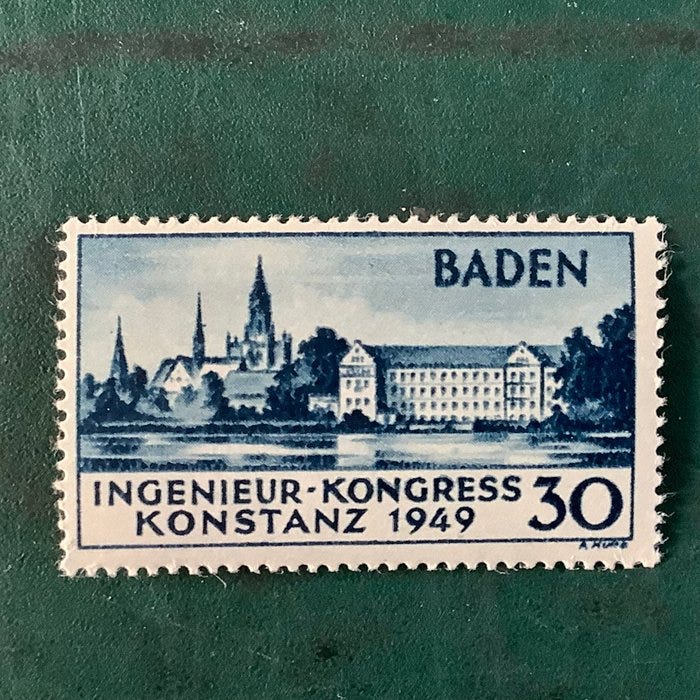 BADEN
INGENIEUR-KONGRESS
KONSTANZ 1949
30